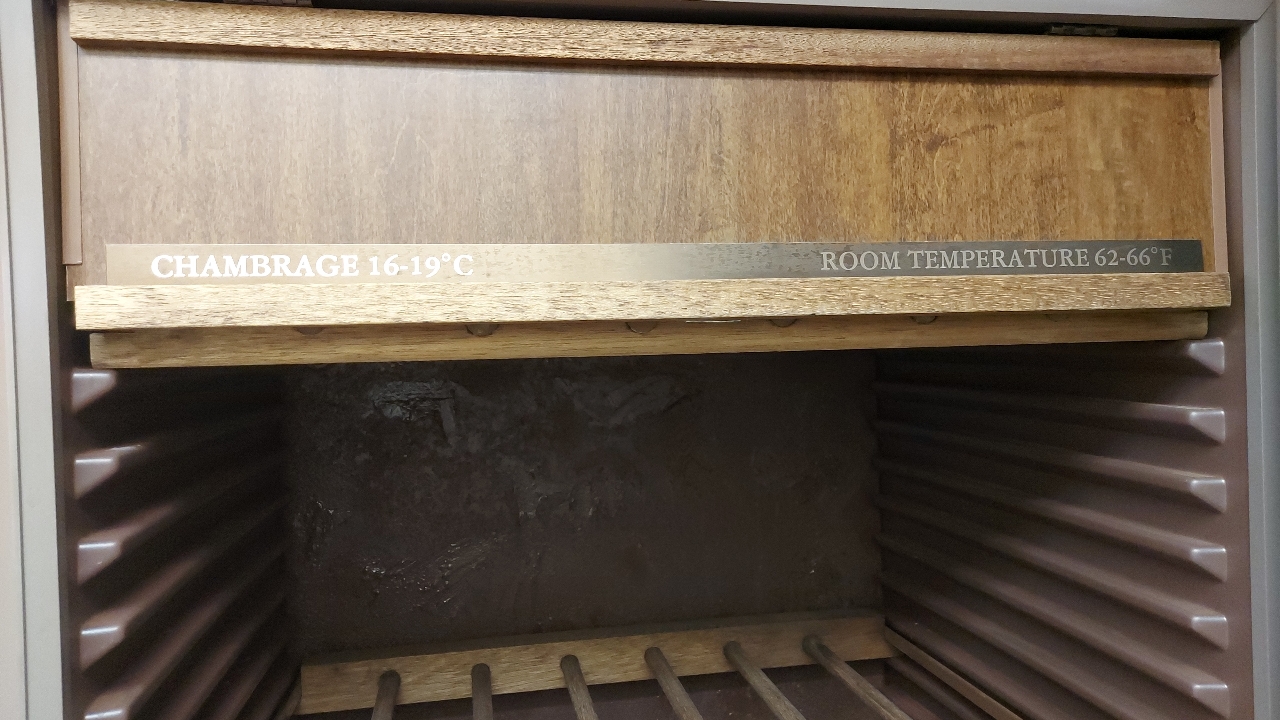 CHAMBRAGE 16-19°C ROOM TEMPERATURE 62-66°F